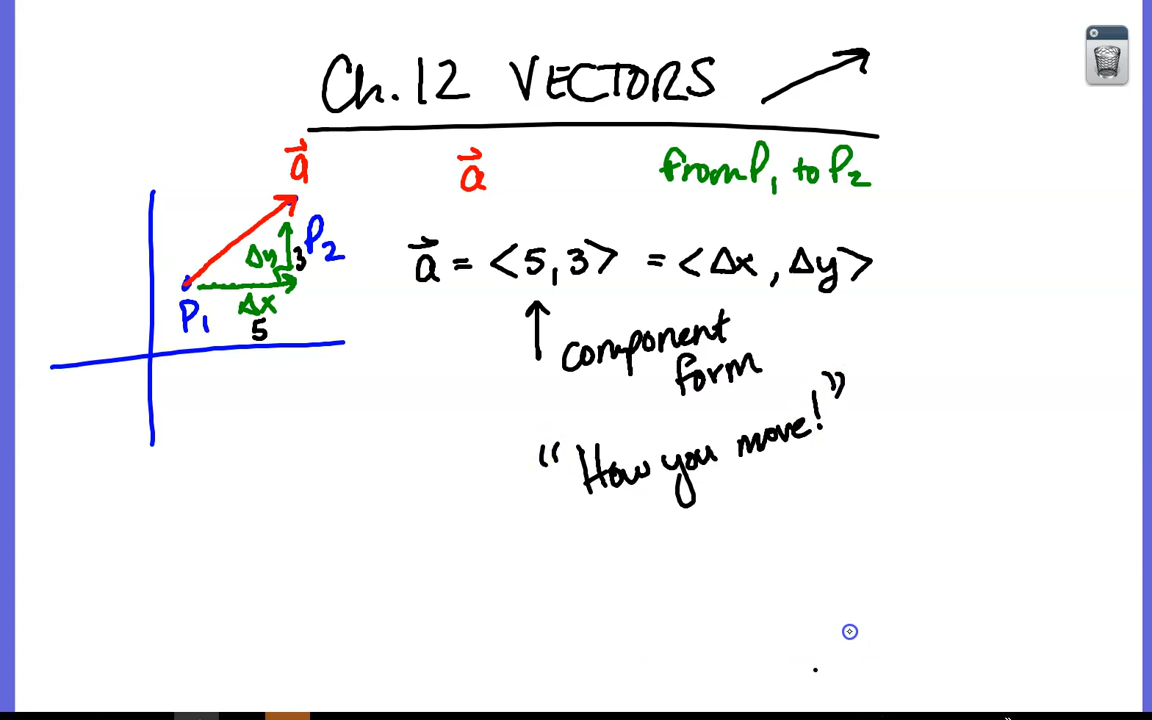 Ch. 12 VECTORS
a⃗
a⃗
from P₁ to P₂
P₂
Δy
3
a⃗ = <5,3> = <Δx, Δy>
P₁
Δx
5
component
form
“How you move!”